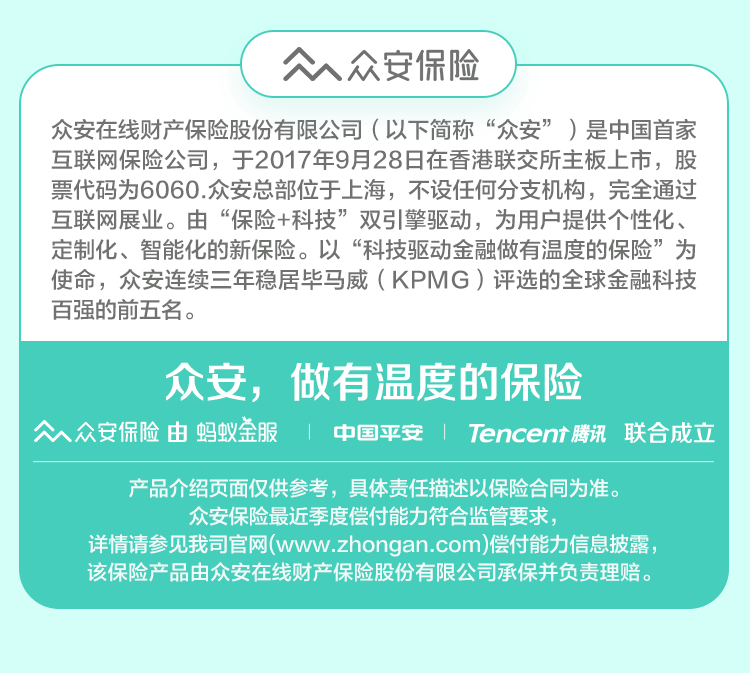 众安保险
众安在线财产保险股份有限公司（以下简称“众安”）是中国首家
互联网保险公司，于2017年9月28日在香港联交所主板上市，股
票代码为6060.众安总部位于上海，不设任何分支机构，完全通过
互联网展业。由“保险+科技”双引擎驱动，为用户提供个性化、
定制化、智能化的新保险。以“科技驱动金融做有温度的保险”为
使命，众安连续三年稳居毕马威（KPMG）评选的全球金融科技
百强的前五名。
众安，做有温度的保险
众安保险 由 蚂蚁金服 | 中国平安 | Tencent 腾讯 联合成立
产品介绍页面仅供参考，具体责任描述以保险合同为准。
众安保险最近季度偿付能力符合监管要求，
详情请参见我司官网(www.zhongan.com)偿付能力信息披露，
该保险产品由众安在线财产保险股份有限公司承保并负责理赔。